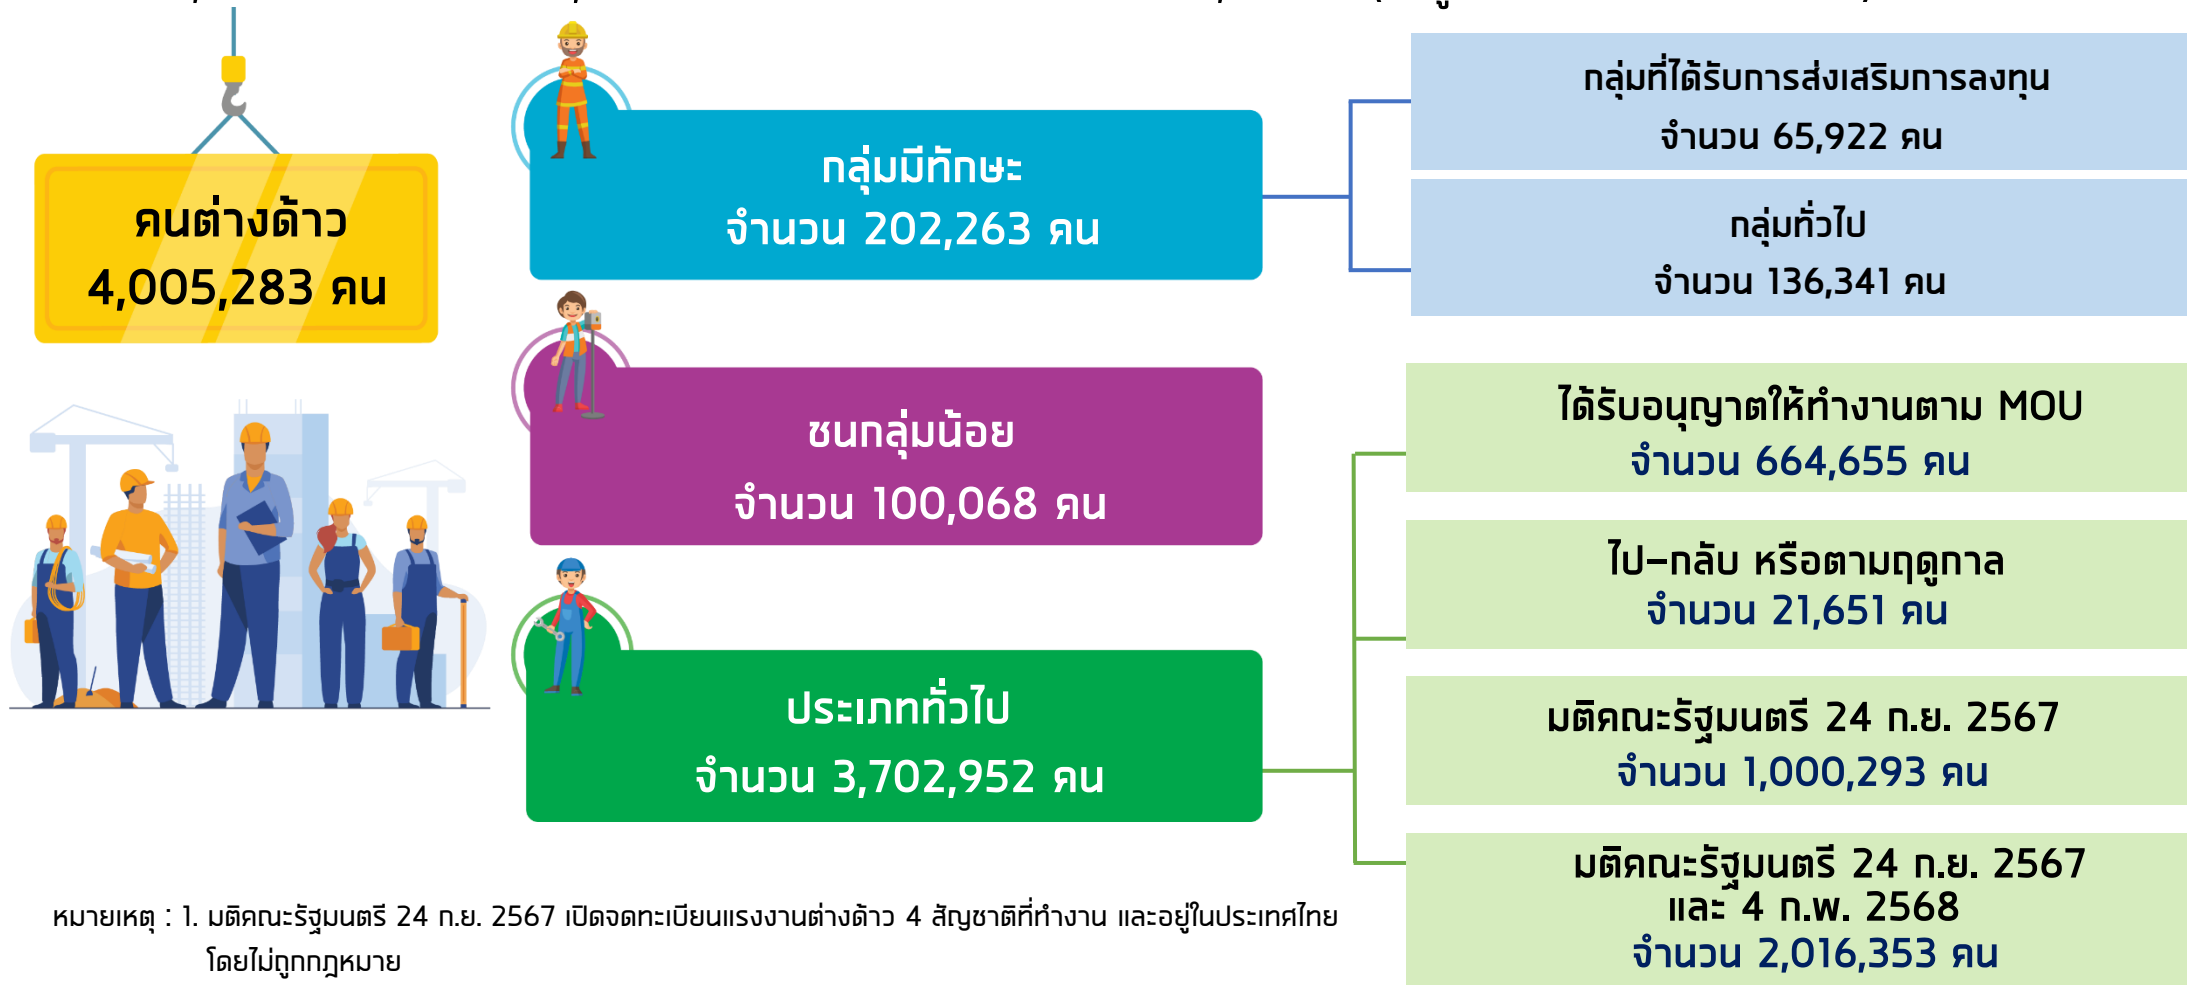 คนต่างด้าว
4,005,283 คน
กลุ่มมีทักษะ
จำนวน 202,263 คน
กลุ่มที่ได้รับการส่งเสริมการลงทุน
จำนวน 65,922 คน
กลุ่มทั่วไป
จำนวน 136,341 คน
ชนกลุ่มน้อย
จำนวน 100,068 คน
ประเภททั่วไป
จำนวน 3,702,952 คน
ได้รับอนุญาตให้ทำงานตาม MOU
จำนวน 664,655 คน
ไป-กลับ หรือตามฤดูกาล
จำนวน 21,651 คน
มติคณะรัฐมนตรี 24 ก.ย. 2567
จำนวน 1,000,293 คน
มติคณะรัฐมนตรี 24 ก.ย. 2567
และ 4 ก.พ. 2568
จำนวน 2,016,353 คน
หมายเหตุ : 1. มติคณะรัฐมนตรี 24 ก.ย. 2567 เปิดจดทะเบียนแรงงานต่างด้าว 4 สัญชาติที่ทำงาน และอยู่ในประเทศไทย
โดยไม่ถูกกฎหมาย